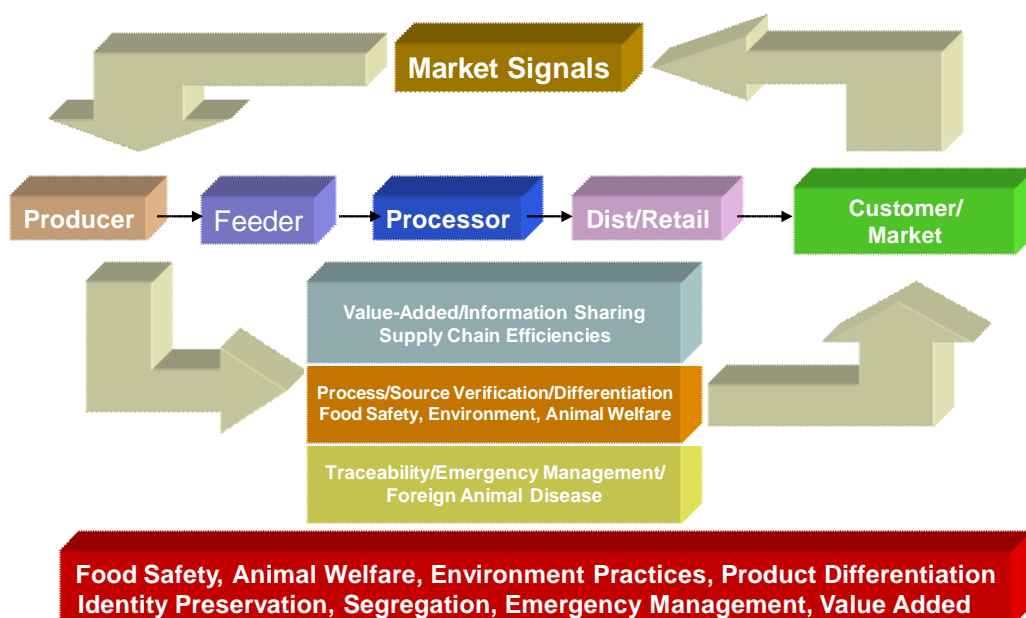 Market Signals
Producer
Feeder
Processor
Dist/Retail
Customer/
Market
Value-Added/Information Sharing
Supply Chain Efficiencies
Process/Source Verification/Differentiation
Food Safety, Environment, Animal Welfare
Traceability/Emergency Management/
Foreign Animal Disease
Food Safety, Animal Welfare, Environment Practices, Product Differentiation
Identity Preservation, Segregation, Emergency Management, Value Added